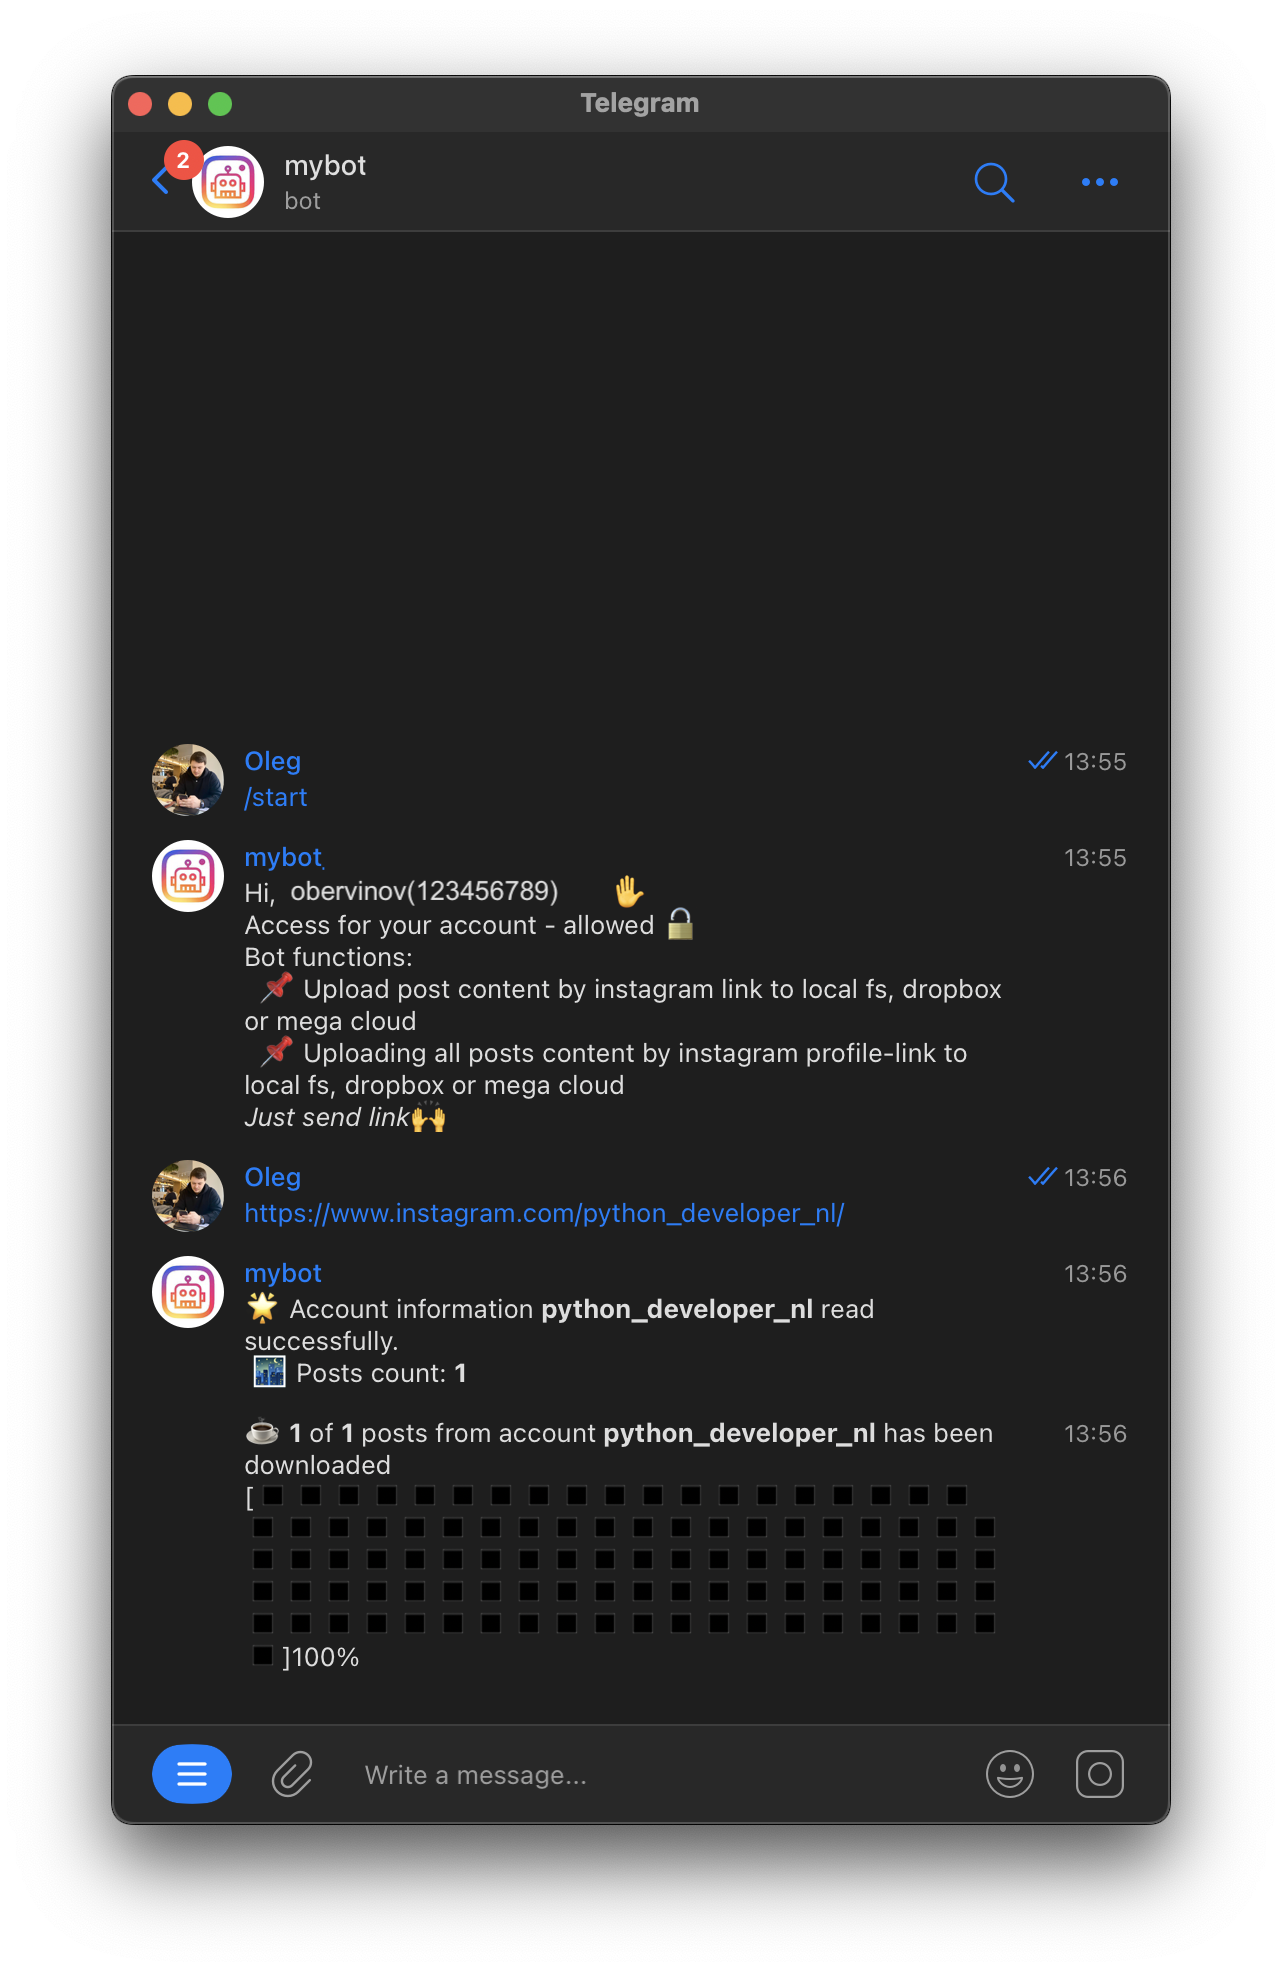 Telegram
2
mybot
bot
Oleg
13:55
/start
mybot
13:55
Hi, obervinov(123456789) ✋
Access for your account - allowed 🔓
Bot functions:
📌 Upload post content by instagram link to local fs, dropbox
or mega cloud
📌 Uploading all posts content by instagram profile-link to
local fs, dropbox or mega cloud
Just send link🙌
Oleg
13:56
https://www.instagram.com/python_developer_nl/
mybot
13:56
🌟 Account information python_developer_nl read
successfully.
🌃 Posts count: 1
☕ 1 of 1 posts from account python_developer_nl has been
13:56
downloaded
[◾◾◾◾◾◾◾◾◾◾◾◾◾◾◾◾◾◾◾
◾◾◾◾◾◾◾◾◾◾◾◾◾◾◾◾◾◾◾◾
◾◾◾◾◾◾◾◾◾◾◾◾◾◾◾◾◾◾◾◾
◾◾◾◾◾◾◾◾◾◾◾◾◾◾◾◾◾◾◾◾
◾◾◾◾◾◾◾◾◾◾◾◾◾◾◾◾◾◾◾◾
◾]100%
Write a message...